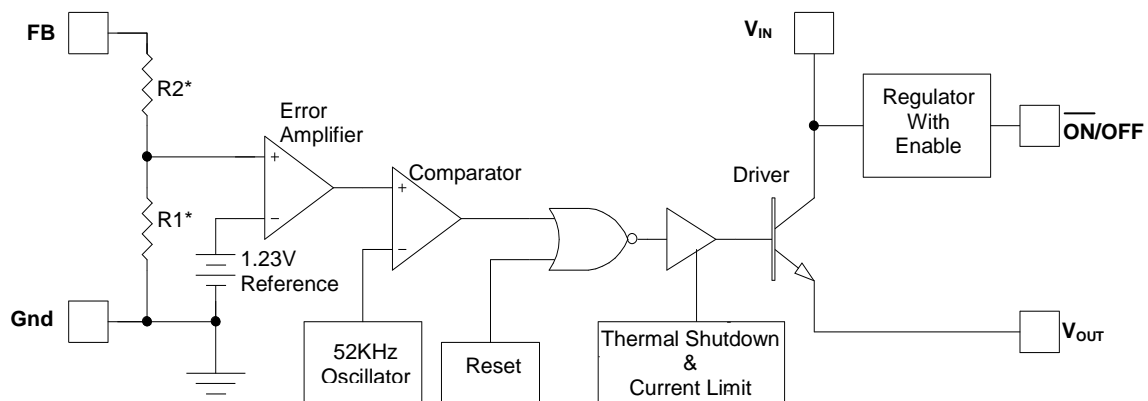 FB
R2*
Error
Amplifier
+
−
R1*
1.23V
Reference
Gnd
Comparator
+
−
52KHz
Oscillator
Reset
Thermal Shutdown
&
Current Limit
Driver
VIN
Regulator
With
Enable
ON/OFF
VOUT